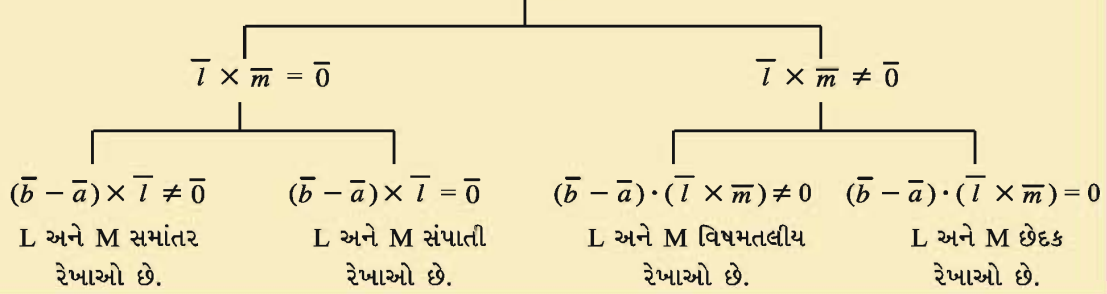 l̅ × m̅ = 0̅	l̅ × m̅ ≠ 0̅
(b̅ – a̅) × l̅ ≠ 0̅	(b̅ – a̅) × l̅ = 0̅	(b̅ – a̅) · (l̅ × m̅) ≠ 0	(b̅ – a̅) · (l̅ × m̅) = 0
L અને M સમાંતર	L અને M સંપાતી	L અને M વિષમતલીય	L અને M છેદક
રેખાઓ છે.	રેખાઓ છે.	રેખાઓ છે.	રેખાઓ છે.